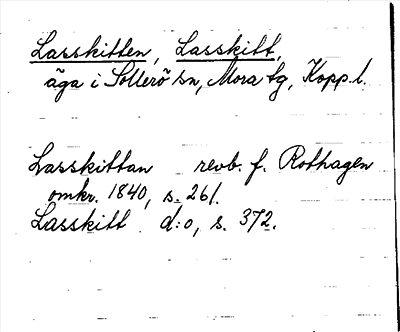 Lasskitten, Lasskitt,
äga i Sollerö sn, Mora tg, Kopp. l.
Lasskittan revb. f. Rothagen
omkr. 1840, s. 261.
Lasskitt d:o, s. 372.